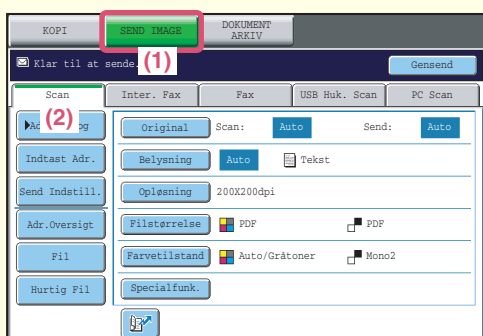 KOPI
SEND IMAGE
DOKUMENT
ARKIV
Klar til at sende.
(1)
Gensend
Scan
Inter. Fax
Fax
USB Huk. Scan
PC Scan
(2)
Original
Scan:
Auto
Send:
Auto
Indtast Adr.
Belysning
Auto
Tekst
Send Indstill.
Opløsning
200X200dpi
Adr.Oversigt
Filstørrelse
PDF
PDF
Fil
Farvetilstand
Auto/Gråtoner
Mono2
Hurtig Fil
Specialfunk.